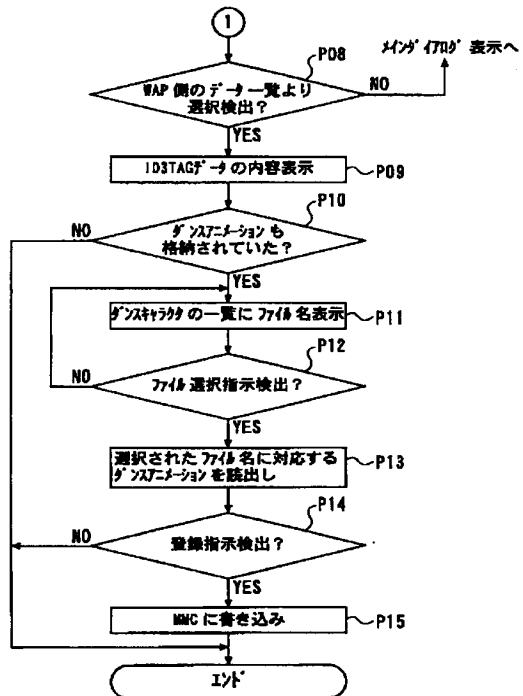 1
P08
メインダイアログ 表示へ
WAP 側の データ一覧より
選択検出?
NO
YES
ID3TAGデータの内容表示
P09
P10
NO
ダンスアニメーション も
格納されていた?
YES
ダンスキャラクタ の一覧に ファイル 名表示
P11
P12
NO
ファイル 選択指示検出?
YES
選択された ファイル 名に対応する
ダンスアニメーション を読出し
P13
P14
NO
登録指示検出?
YES
MMC に書き込み
P15
エンド